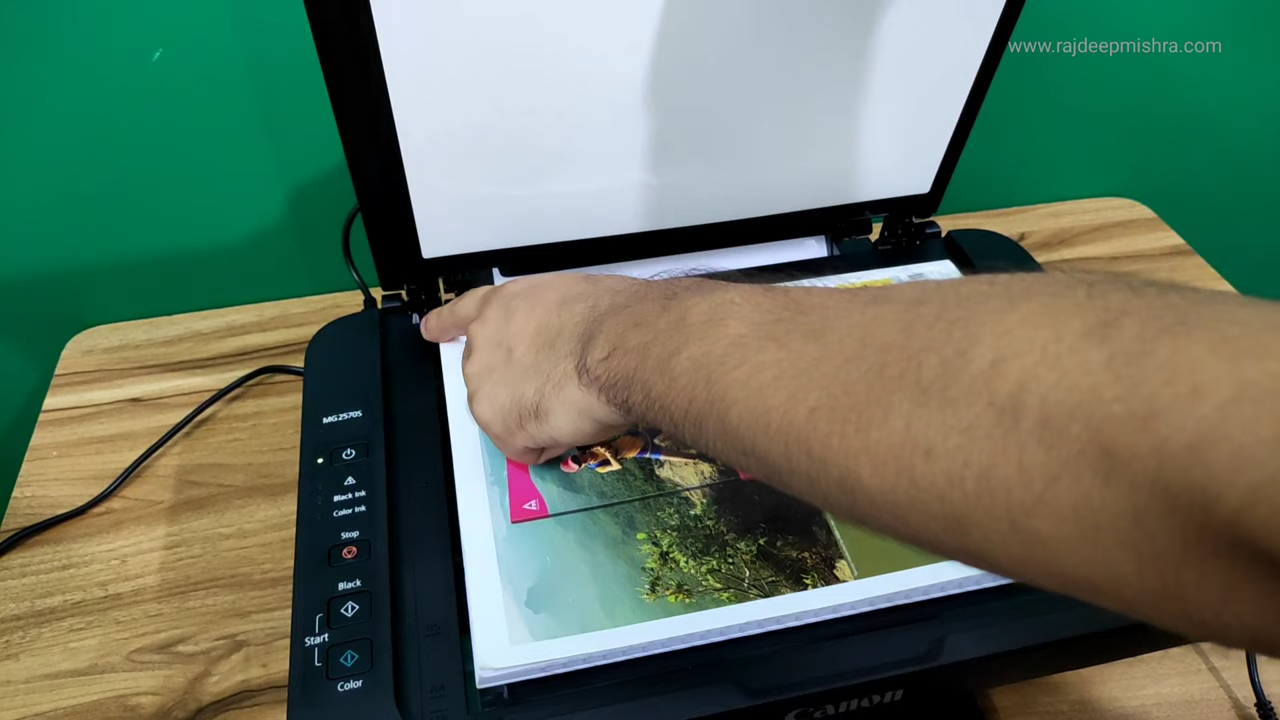 www.rajdeepmishra.com
MG2570S
Black Ink
Color Ink
Stop
Black
Start
Color
Canon